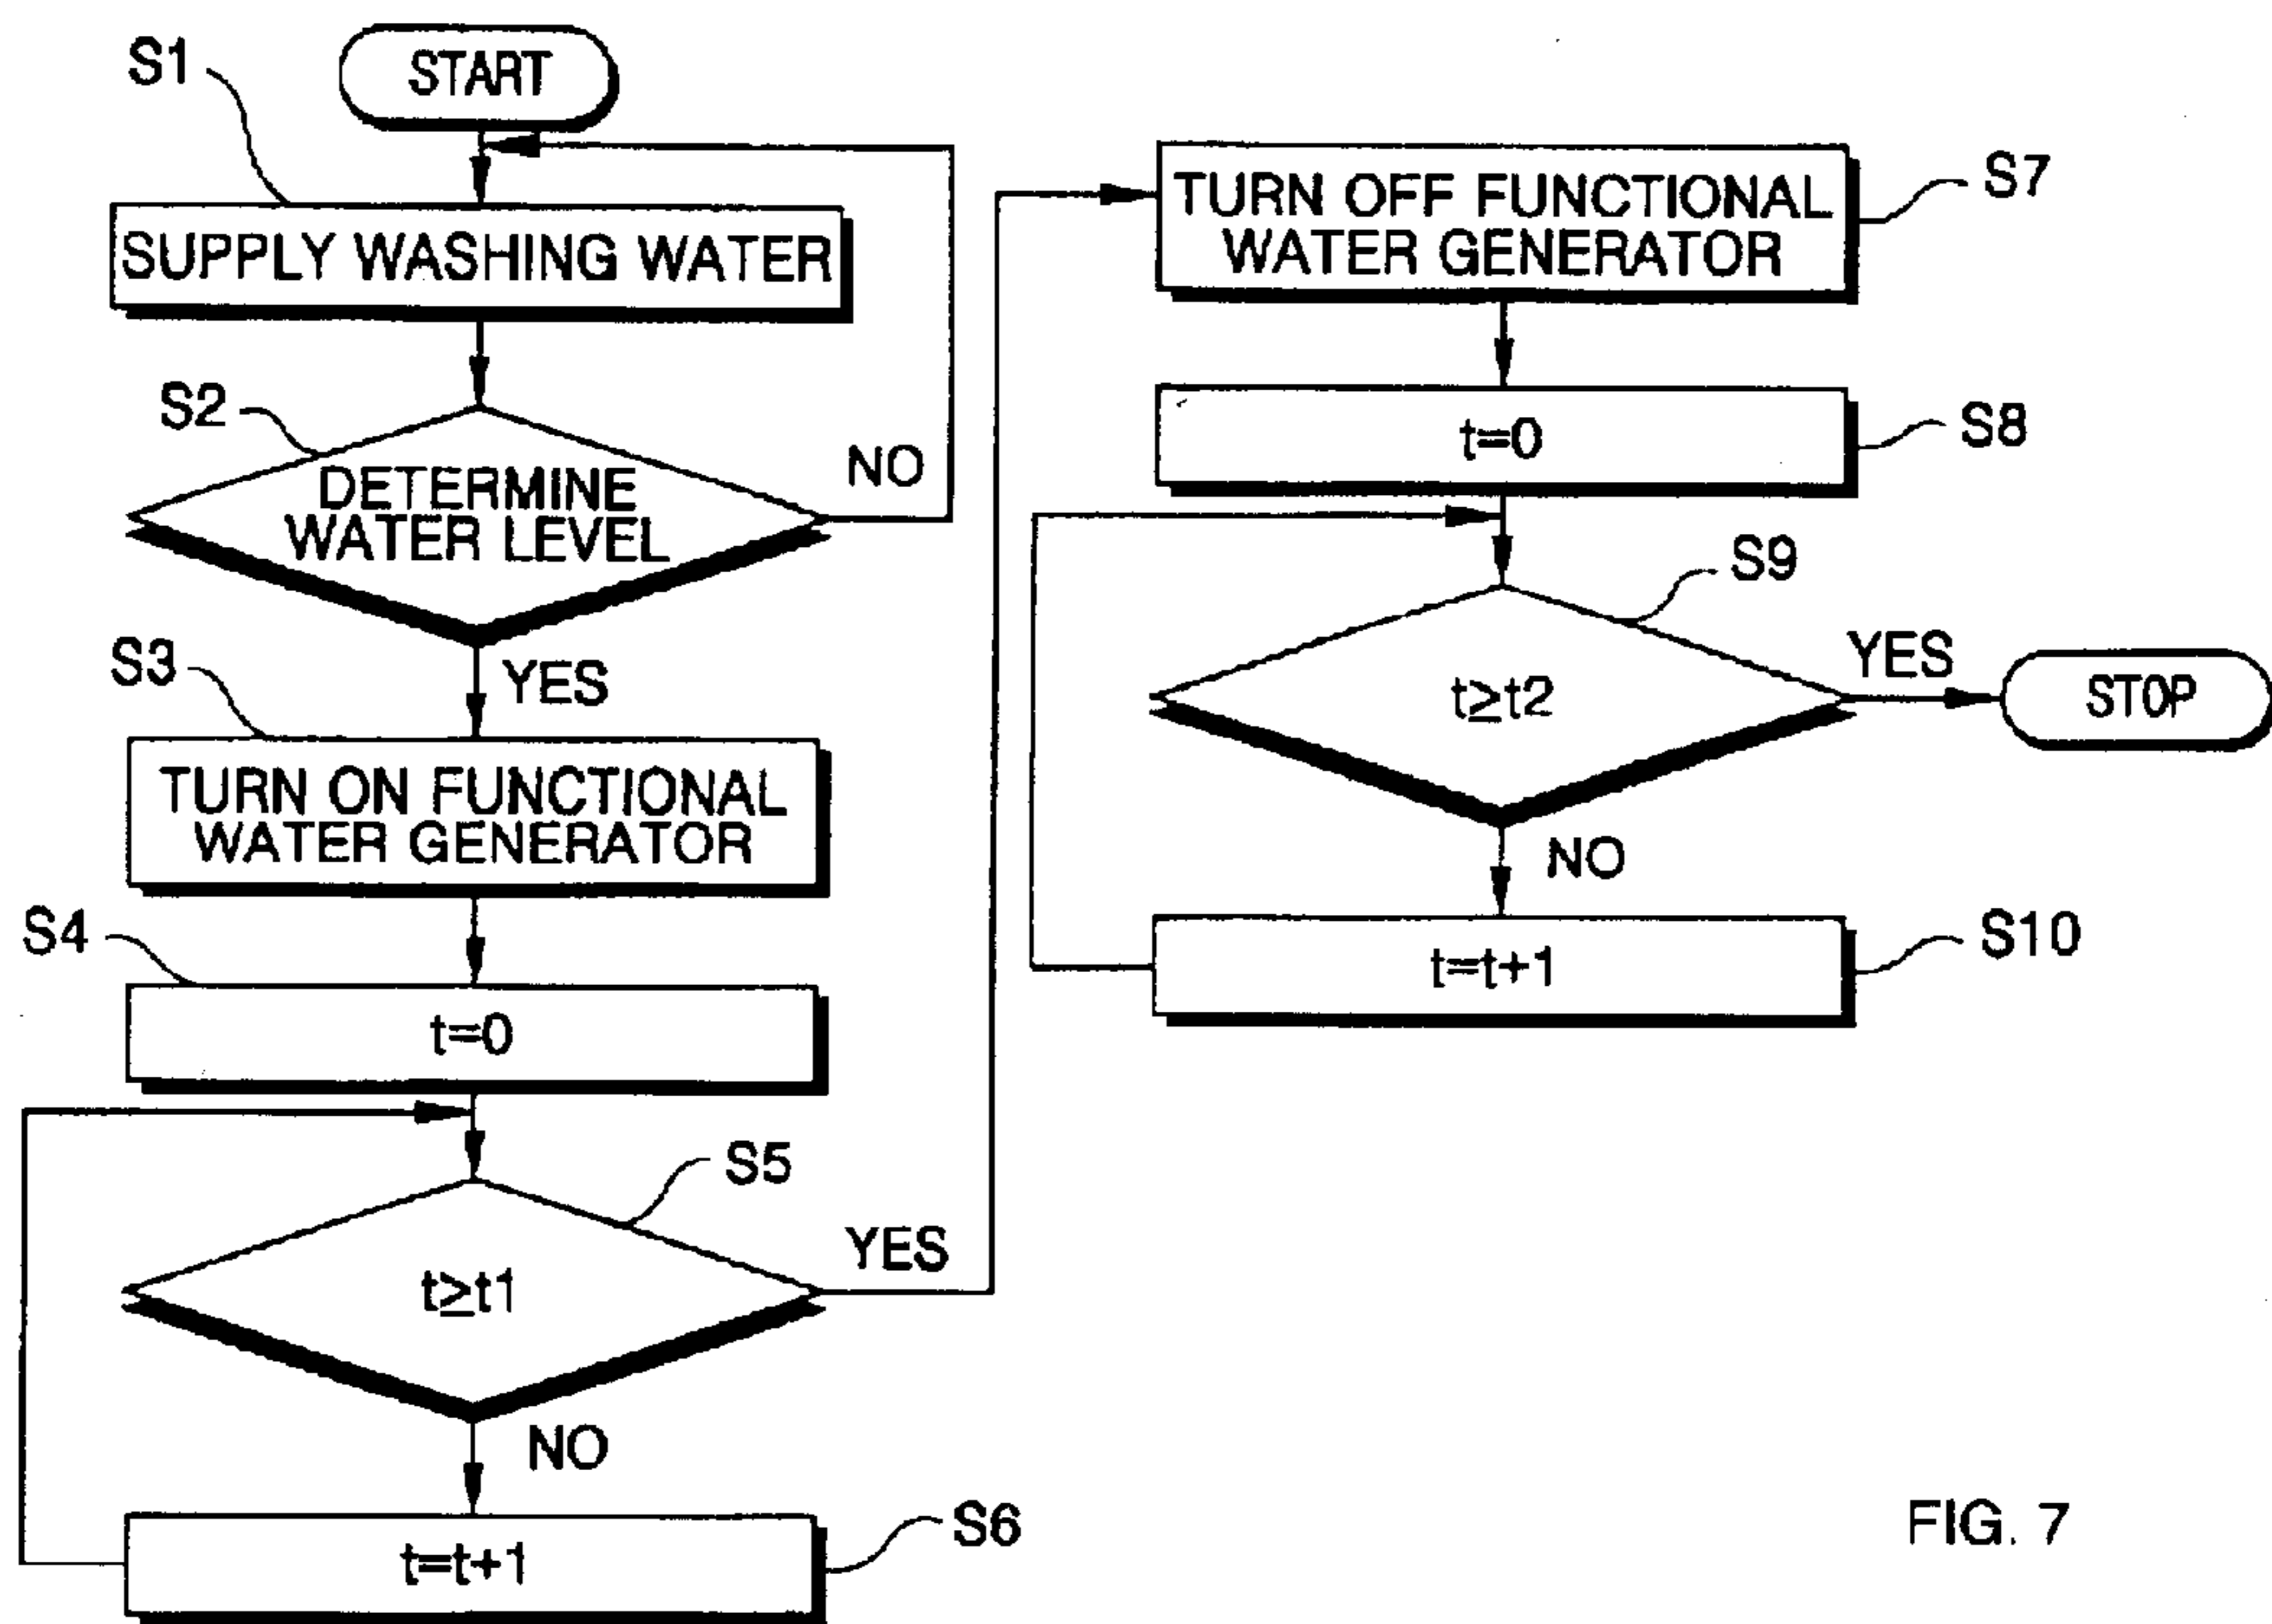 START
S1
SUPPLY WASHING WATER
S2
DETERMINE
WATER LEVEL
NO
YES
S3
TURN ON FUNCTIONAL
WATER GENERATOR
S4
t=0
S5
t≥t1
YES
NO
S6
t=t+1
TURN OFF FUNCTIONAL
WATER GENERATOR
S7
t=0
S8
S9
t≥t2
YES
STOP
NO
t=t+1
S10
FIG. 7